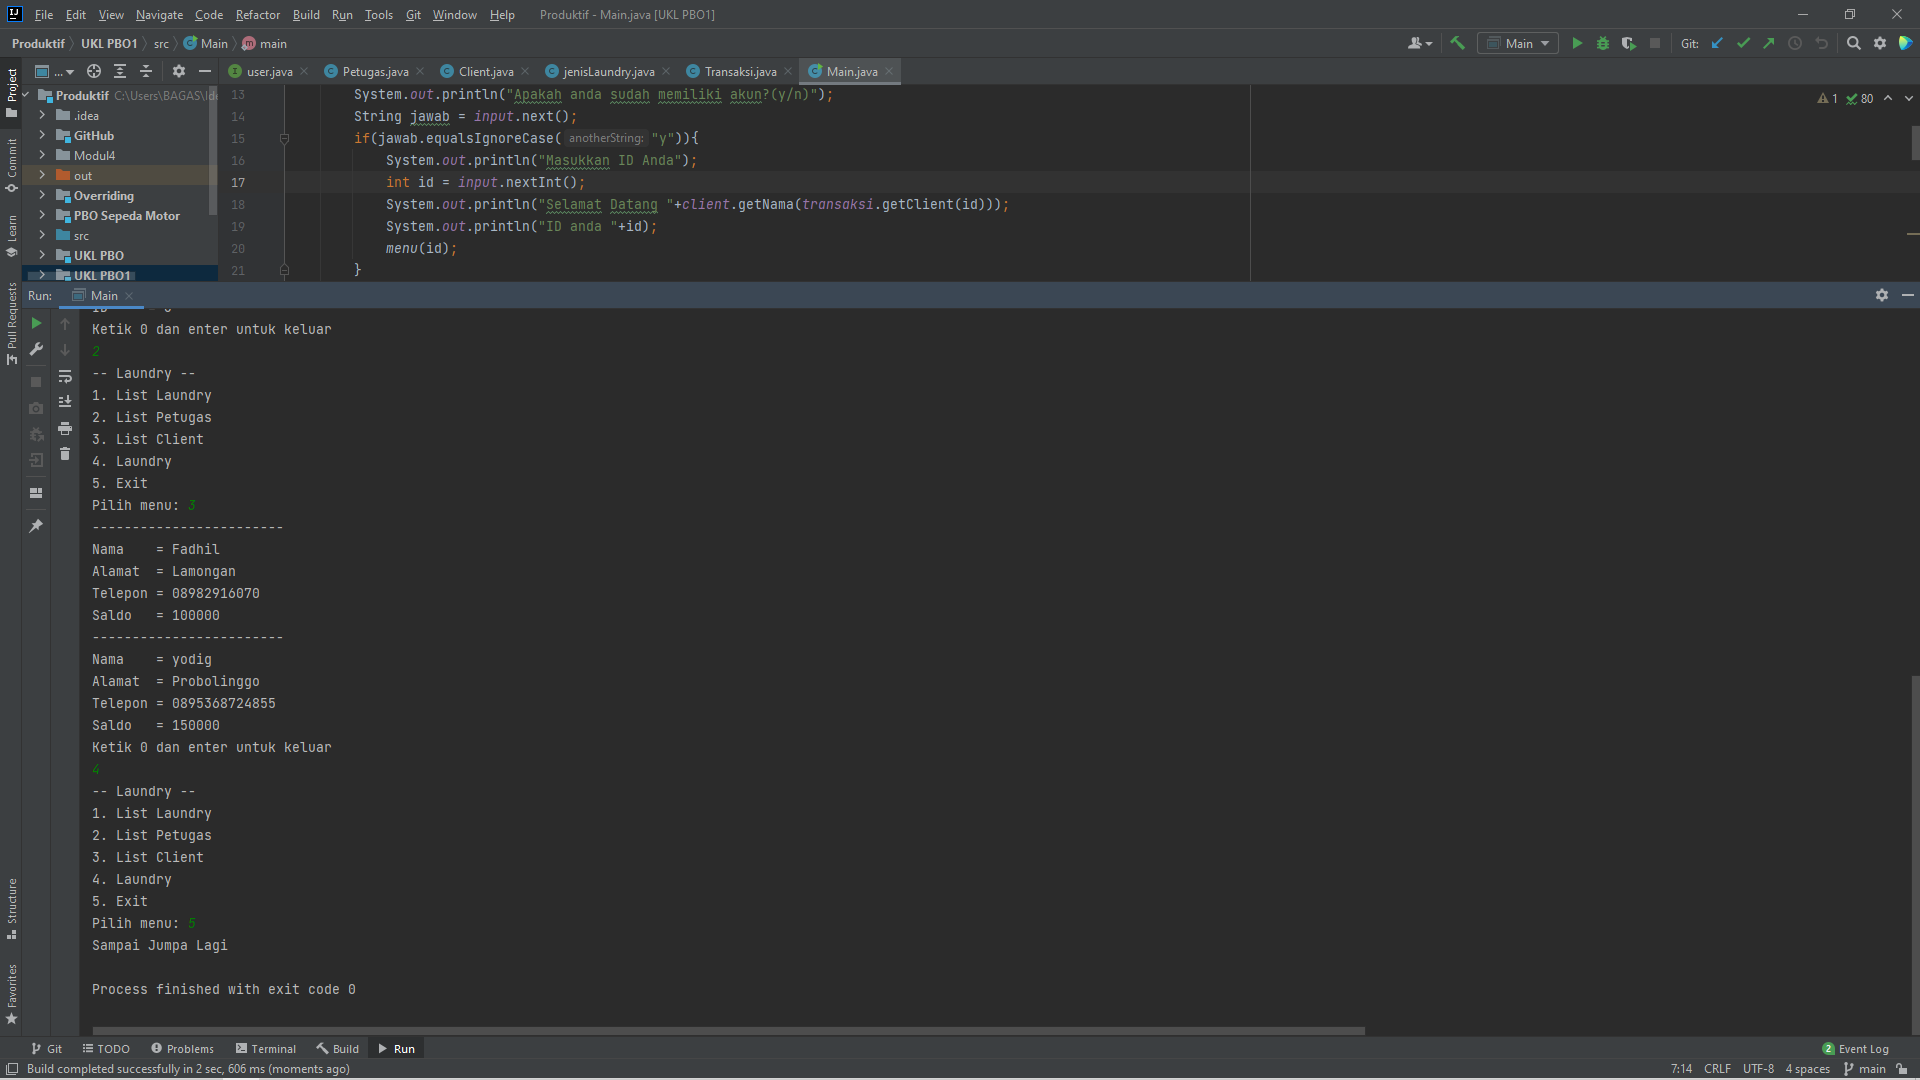 File Edit View Navigate Code Refactor Build Run Tools Git Window Help Produktif - Main.java [UKL PBO1]
Produktif UKL PBO1 src Main main
Main Git:
Project
Commit
Learn
Pull Requests
Structure
Favorites
...
user.java Petugas.java Client.java jenisLaundry.java Transaksi.java Main.java
Produktif C:\Users\BAGAS\Ide
.idea
GitHub
Modul4
out
Overriding
PBO Sepeda Motor
src
UKL PBO
UKL PBO1
1 80
13 System.out.println("Apakah anda sudah memiliki akun?(y/n)");
14 String jawab = input.next();
15 if(jawab.equalsIgnoreCase( anotherString: "y")){
16 System.out.println("Masukkan ID Anda");
17 int id = input.nextInt();
18 System.out.println("Selamat Datang "+client.getNama(transaksi.getClient(id)));
19 System.out.println("ID anda "+id);
20 menu(id);
21 }
Run: Main
Ketik 0 dan enter untuk keluar
2
-- Laundry --
1. List Laundry
2. List Petugas
3. List Client
4. Laundry
5. Exit
Pilih menu: 3
------------------------
Nama    = Fadhil
Alamat  = Lamongan
Telepon = 08982916070
Saldo   = 100000
------------------------
Nama    = yodig
Alamat  = Probolinggo
Telepon = 0895368724855
Saldo   = 150000
Ketik 0 dan enter untuk keluar
4
-- Laundry --
1. List Laundry
2. List Petugas
3. List Client
4. Laundry
5. Exit
Pilih menu: 5
Sampai Jumpa Lagi
Process finished with exit code 0
Git TODO Problems Terminal Build Run 2 Event Log
Build completed successfully in 2 sec, 606 ms (moments ago) 7:14 CRLF UTF-8 4 spaces main